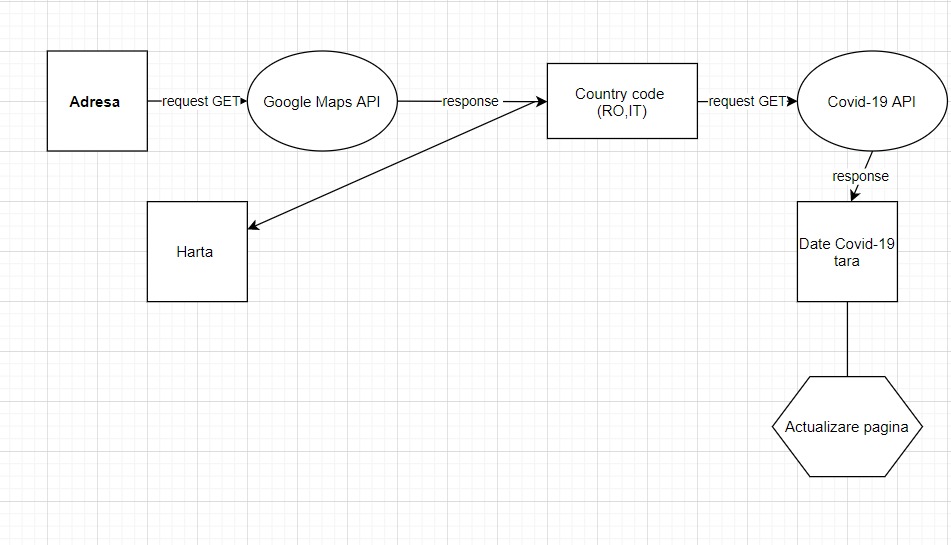 Adresa
request GET
Google Maps API
response
Country code
(RO,IT)
request GET
Covid-19 API
response
Harta
Date Covid-19
tara
Actualizare pagina